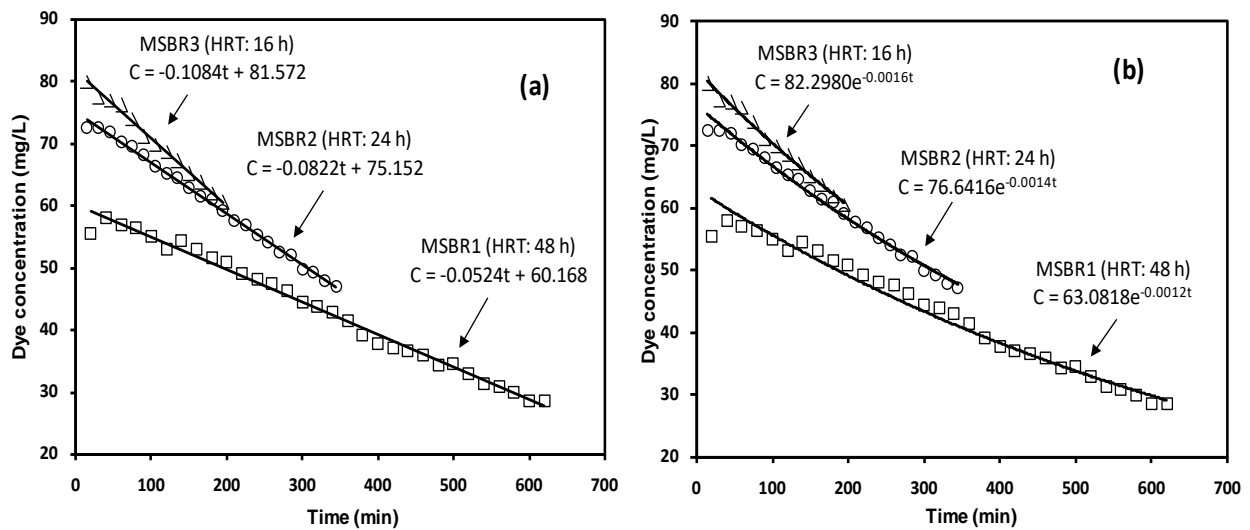 90
80
70
60
50
40
30
20
Dye concentration (mg/L)
MSBR3 (HRT: 16 h)
C = -0.1084t + 81.572
(a)
MSBR2 (HRT: 24 h)
C = -0.0822t + 75.152
MSBR1 (HRT: 48 h)
C = -0.0524t + 60.168
0 100 200 300 400 500 600 700
Time (min)
90
80
70
60
50
40
30
20
Dye concentration (mg/L)
MSBR3 (HRT: 16 h)
C = 82.2980e^-0.0016t
(b)
MSBR2 (HRT: 24 h)
C = 76.6416e^-0.0014t
MSBR1 (HRT: 48 h)
C = 63.0818e^-0.0012t
0 100 200 300 400 500 600 700
Time (min)